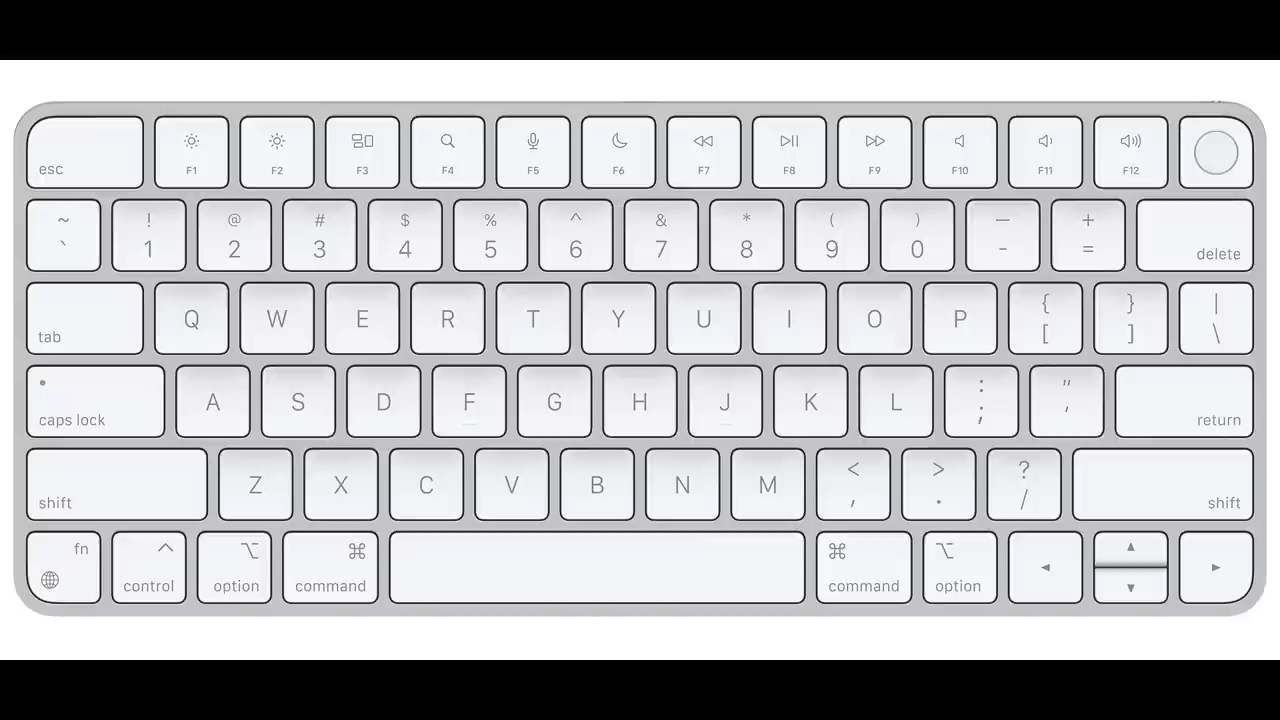 esc F1 F2 F3 F4 F5 F6 F7 F8 F9 F10 F11 F12
~ ! @ # $ % ^ & * ( ) — +
` 1 2 3 4 5 6 7 8 9 0 - = delete
tab Q W E R T Y U I O P { [ } ] | \
caps lock A S D F G H J K L : ; " ' return
shift Z X C V B N M < , > . ? / shift
fn ^ control ⌥ option ⌘ command ⌘ command ⌥ option ◀ ▲ ▼ ▶